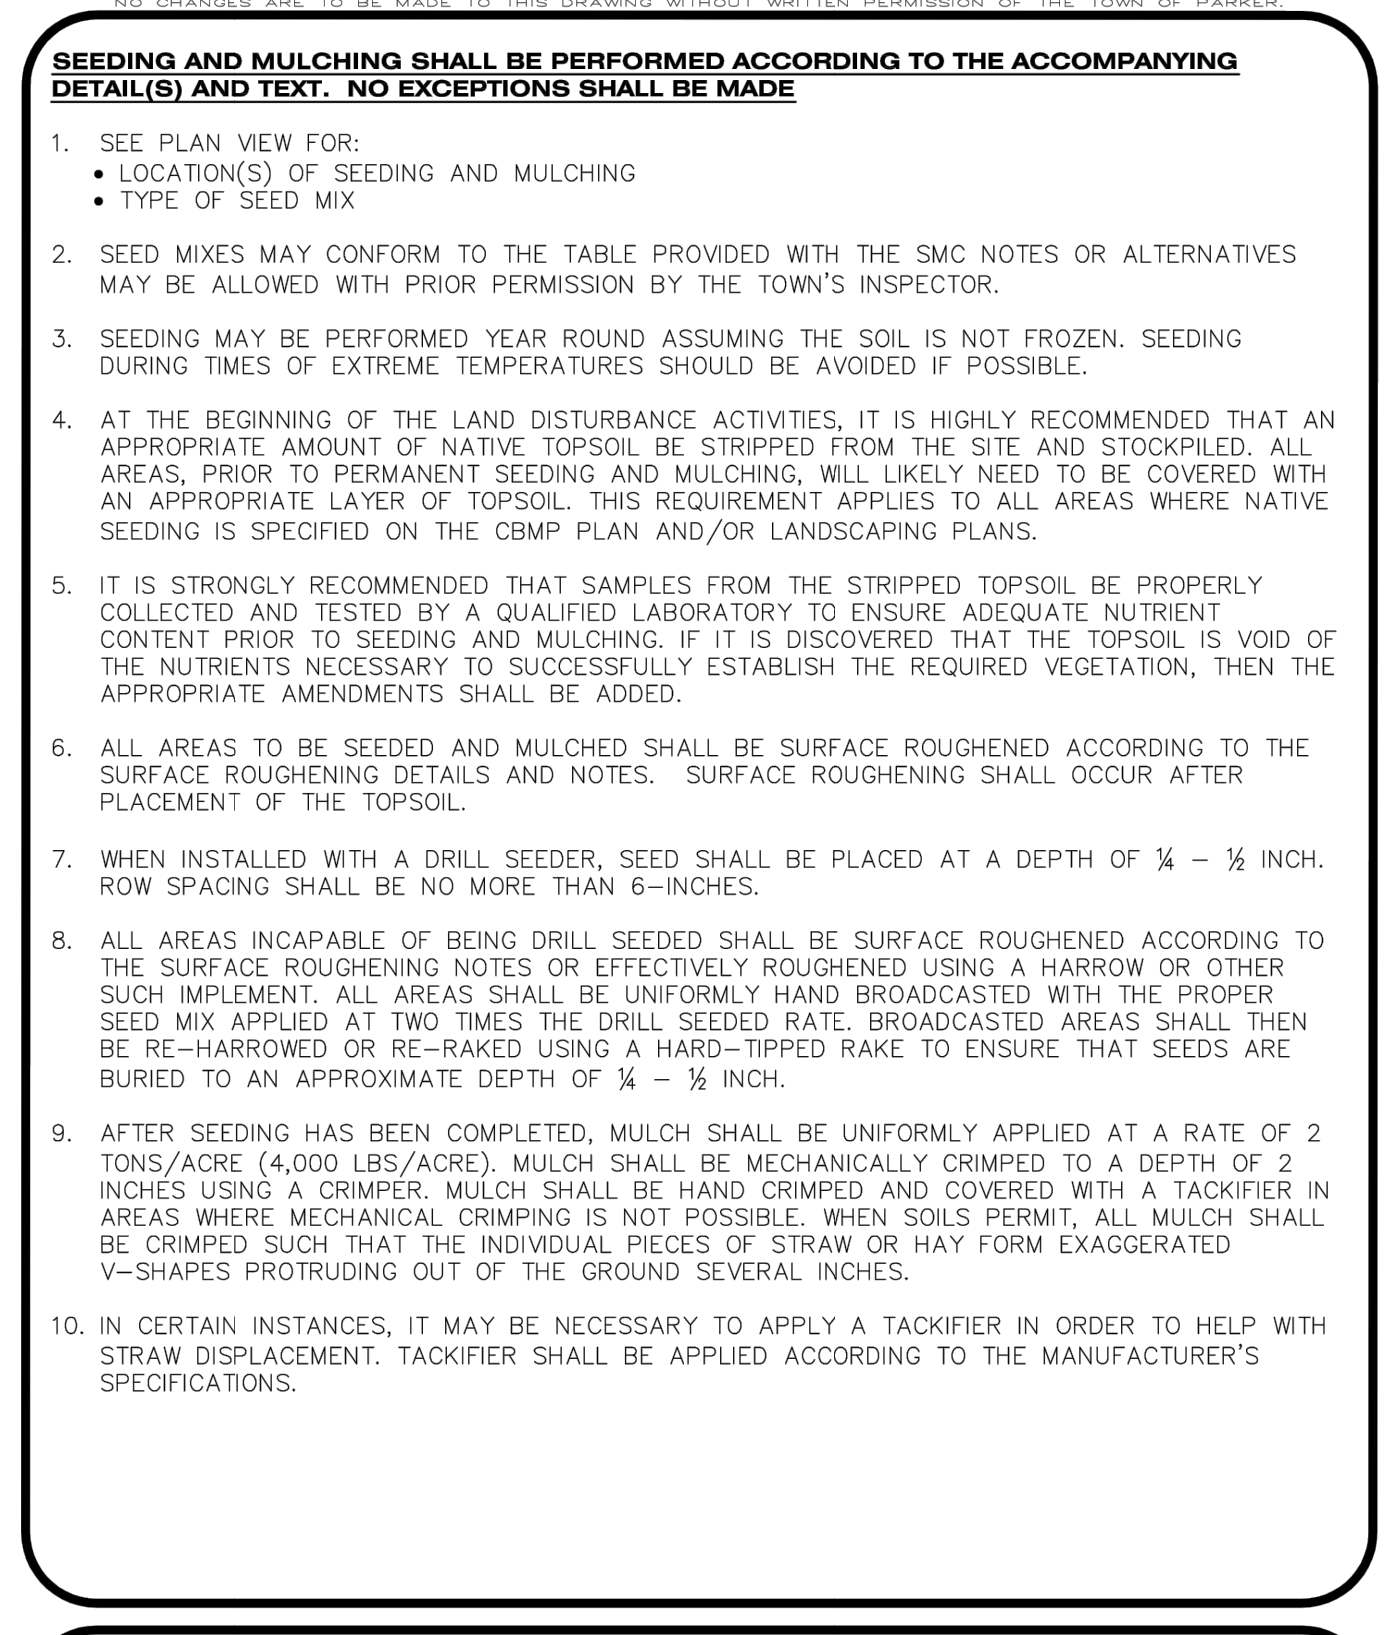 NO CHANGES ARE TO BE MADE TO THIS DRAWING WITHOUT WRITTEN PERMISSION OF THE TOWN OF PARKER.
SEEDING AND MULCHING SHALL BE PERFORMED ACCORDING TO THE ACCOMPANYING
DETAIL(S) AND TEXT.  NO EXCEPTIONS SHALL BE MADE
1. SEE PLAN VIEW FOR:
• LOCATION(S) OF SEEDING AND MULCHING
• TYPE OF SEED MIX
2. SEED MIXES MAY CONFORM TO THE TABLE PROVIDED WITH THE SMC NOTES OR ALTERNATIVES
MAY BE ALLOWED WITH PRIOR PERMISSION BY THE TOWN'S INSPECTOR.
3. SEEDING MAY BE PERFORMED YEAR ROUND ASSUMING THE SOIL IS NOT FROZEN. SEEDING
DURING TIMES OF EXTREME TEMPERATURES SHOULD BE AVOIDED IF POSSIBLE.
4. AT THE BEGINNING OF THE LAND DISTURBANCE ACTIVITIES, IT IS HIGHLY RECOMMENDED THAT AN
APPROPRIATE AMOUNT OF NATIVE TOPSOIL BE STRIPPED FROM THE SITE AND STOCKPILED. ALL
AREAS, PRIOR TO PERMANENT SEEDING AND MULCHING, WILL LIKELY NEED TO BE COVERED WITH
AN APPROPRIATE LAYER OF TOPSOIL. THIS REQUIREMENT APPLIES TO ALL AREAS WHERE NATIVE
SEEDING IS SPECIFIED ON THE CBMP PLAN AND/OR LANDSCAPING PLANS.
5. IT IS STRONGLY RECOMMENDED THAT SAMPLES FROM THE STRIPPED TOPSOIL BE PROPERLY
COLLECTED AND TESTED BY A QUALIFIED LABORATORY TO ENSURE ADEQUATE NUTRIENT
CONTENT PRIOR TO SEEDING AND MULCHING. IF IT IS DISCOVERED THAT THE TOPSOIL IS VOID OF
THE NUTRIENTS NECESSARY TO SUCCESSFULLY ESTABLISH THE REQUIRED VEGETATION, THEN THE
APPROPRIATE AMENDMENTS SHALL BE ADDED.
6. ALL AREAS TO BE SEEDED AND MULCHED SHALL BE SURFACE ROUGHENED ACCORDING TO THE
SURFACE ROUGHENING DETAILS AND NOTES.  SURFACE ROUGHENING SHALL OCCUR AFTER
PLACEMENT OF THE TOPSOIL.
7. WHEN INSTALLED WITH A DRILL SEEDER, SEED SHALL BE PLACED AT A DEPTH OF ¼ – ½ INCH.
ROW SPACING SHALL BE NO MORE THAN 6–INCHES.
8. ALL AREAS INCAPABLE OF BEING DRILL SEEDED SHALL BE SURFACE ROUGHENED ACCORDING TO
THE SURFACE ROUGHENING NOTES OR EFFECTIVELY ROUGHENED USING A HARROW OR OTHER
SUCH IMPLEMENT. ALL AREAS SHALL BE UNIFORMLY HAND BROADCASTED WITH THE PROPER
SEED MIX APPLIED AT TWO TIMES THE DRILL SEEDED RATE. BROADCASTED AREAS SHALL THEN
BE RE–HARROWED OR RE–RAKED USING A HARD–TIPPED RAKE TO ENSURE THAT SEEDS ARE
BURIED TO AN APPROXIMATE DEPTH OF ¼ – ½ INCH.
9. AFTER SEEDING HAS BEEN COMPLETED, MULCH SHALL BE UNIFORMLY APPLIED AT A RATE OF 2
TONS/ACRE (4,000 LBS/ACRE). MULCH SHALL BE MECHANICALLY CRIMPED TO A DEPTH OF 2
INCHES USING A CRIMPER. MULCH SHALL BE HAND CRIMPED AND COVERED WITH A TACKIFIER IN
AREAS WHERE MECHANICAL CRIMPING IS NOT POSSIBLE. WHEN SOILS PERMIT, ALL MULCH SHALL
BE CRIMPED SUCH THAT THE INDIVIDUAL PIECES OF STRAW OR HAY FORM EXAGGERATED
V–SHAPES PROTRUDING OUT OF THE GROUND SEVERAL INCHES.
10. IN CERTAIN INSTANCES, IT MAY BE NECESSARY TO APPLY A TACKIFIER IN ORDER TO HELP WITH
STRAW DISPLACEMENT. TACKIFIER SHALL BE APPLIED ACCORDING TO THE MANUFACTURER'S
SPECIFICATIONS.